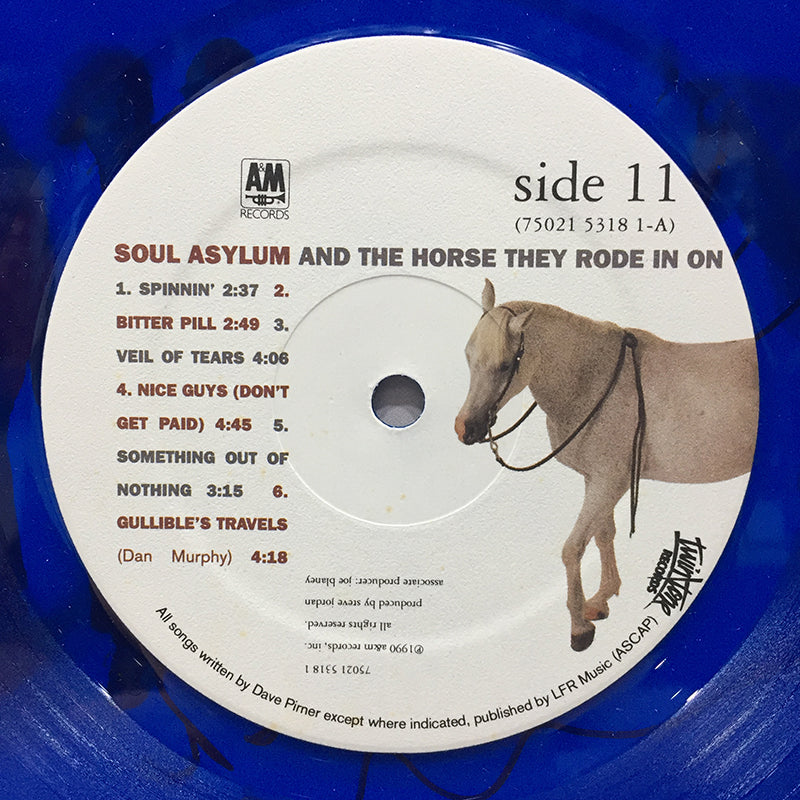 A&M
RECORDS
side 11
(75021 5318 1-A)
SOUL ASYLUM AND THE HORSE THEY RODE IN ON
1. SPINNIN' 2:37 2.
BITTER PILL 2:49 3.
VEIL OF TEARS 4:06
4. NICE GUYS (DON'T
GET PAID) 4:45 5.
SOMETHING OUT OF
NOTHING 3:15 6.
GULLIBLE'S TRAVELS
(Dan Murphy) 4:18
75021 5318 1
℗1990 a&m records, inc.
all rights reserved.
produced by steve jordan
associate producer: joe blaney
Twin/Tone
RECORDS
All songs written by Dave Pirner except where indicated, published by LFR Music (ASCAP)